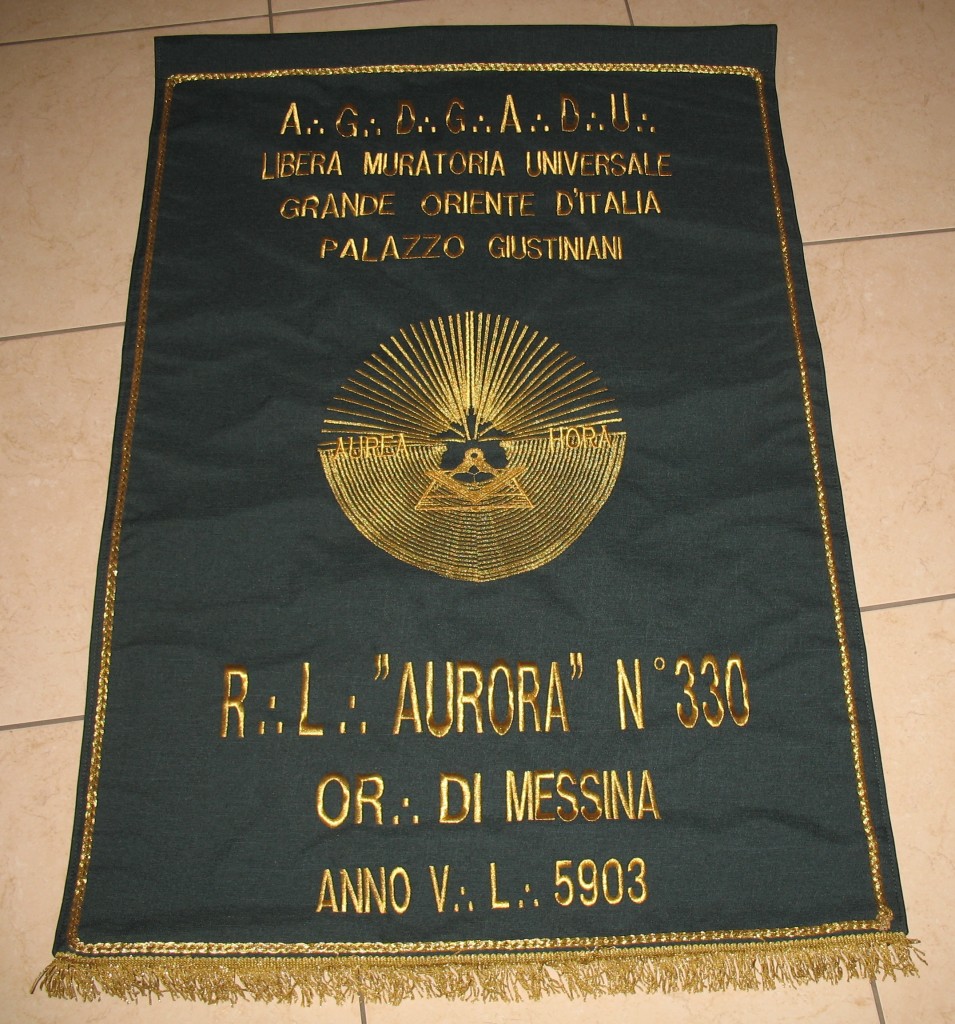 A∴ G∴ D∴ G∴ A∴ D∴ U∴
LIBERA MURATORIA UNIVERSALE
GRANDE ORIENTE D'ITALIA
PALAZZO GIUSTINIANI
AUREA HORA
R∴ L∴ "AURORA" N° 330
OR∴ DI MESSINA
ANNO V∴ L∴ 5903